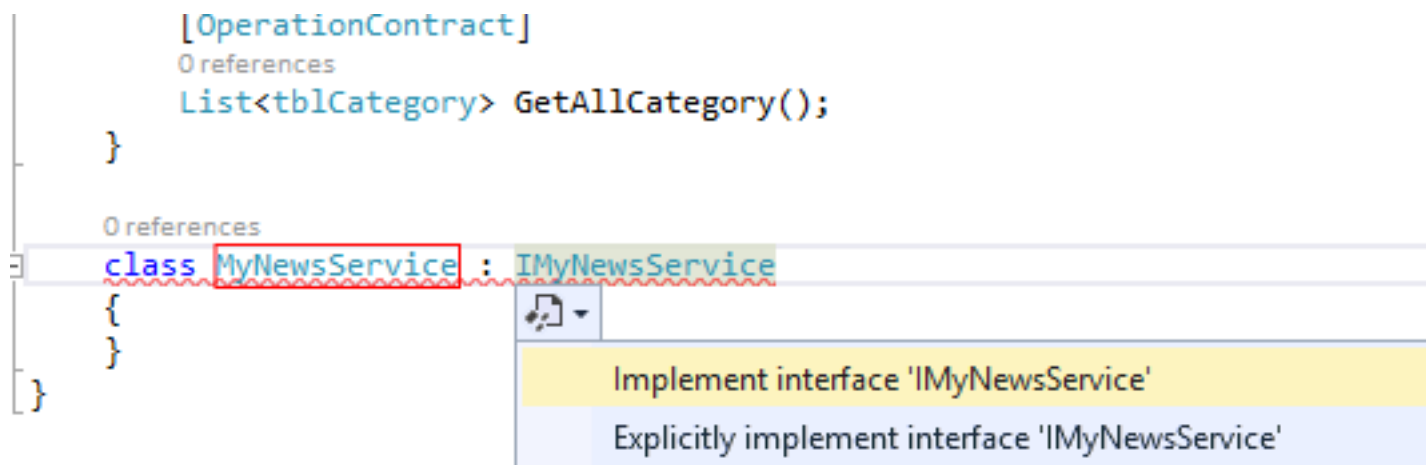 [OperationContract]
0 references
List<tblCategory> GetAllCategory();
}
0 references
class MyNewsService : IMyNewsService
{
}
}
Implement interface 'IMyNewsService'
Explicitly implement interface 'IMyNewsService'